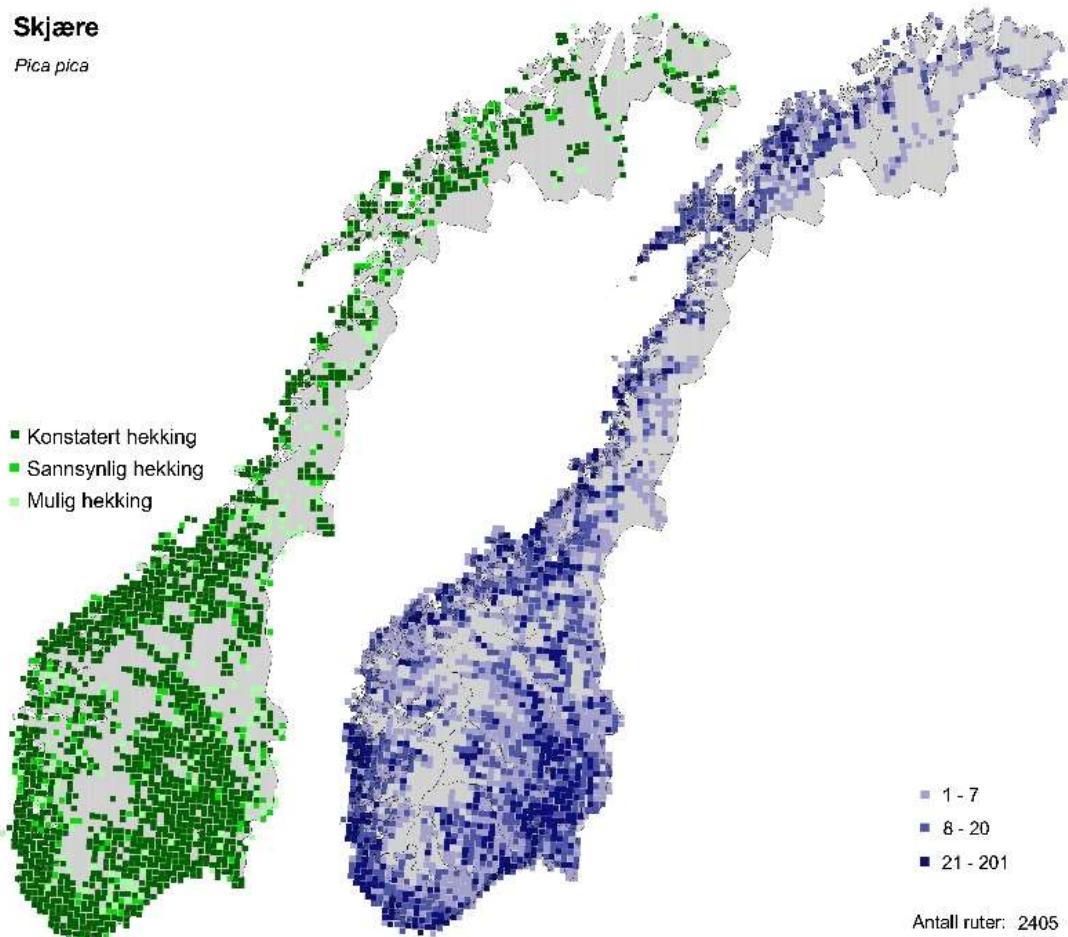 Skjære
Pica pica
Konstatert hekking
Sannsynlig hekking
Mulig hekking
1 - 7
8 - 20
21 - 201
Antall ruter: 2405